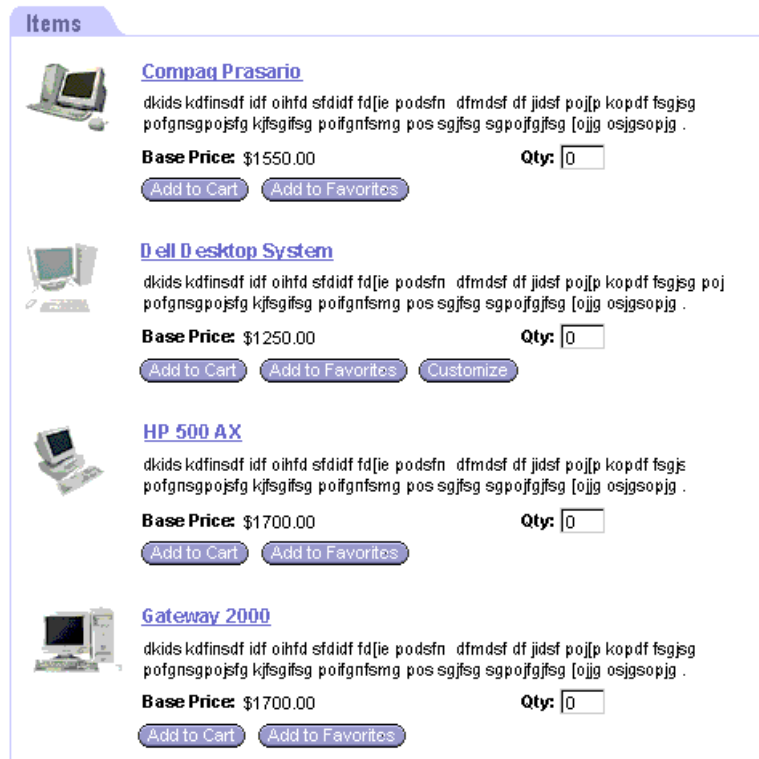 Items
Compaq Prasario
dkids kdfinsdf idf oihfd sfdidf fd[ie podsfn dfmdsf df jidsf poj[p kopdf fsgjsg
pofgnsgpojsfg kjfsgifsg poifgnfsmg pos sgjfsg sgpojfgjfsg [ojjg osjgsopjg .
Base Price: $1550.00 Qty: 0
Add to Cart Add to Favorites
Dell Desktop System
dkids kdfinsdf idf oihfd sfdidf fd[ie podsfn dfmdsf df jidsf poj[p kopdf fsgjsg poj
pofgnsgpojsfg kjfsgifsg poifgnfsmg pos sgjfsg sgpojfgjfsg [ojjg osjgsopjg .
Base Price: $1250.00 Qty: 0
Add to Cart Add to Favorites Customize
HP 500 AX
dkids kdfinsdf idf oihfd sfdidf fd[ie podsfn dfmdsf df jidsf poj[p kopdf fsgjs
pofgnsgpojsfg kjfsgifsg poifgnfsmg pos sgjfsg sgpojfgjfsg [ojjg osjgsopjg .
Base Price: $1700.00 Qty: 0
Add to Cart Add to Favorites
Gateway 2000
dkids kdfinsdf idf oihfd sfdidf fd[ie podsfn dfmdsf df jidsf poj[p kopdf fsgjsg
pofgnsgpojsfg kjfsgifsg poifgnfsmg pos sgjfsg sgpojfgjfsg [ojjg osjgsopjg .
Base Price: $1700.00 Qty: 0
Add to Cart Add to Favorites